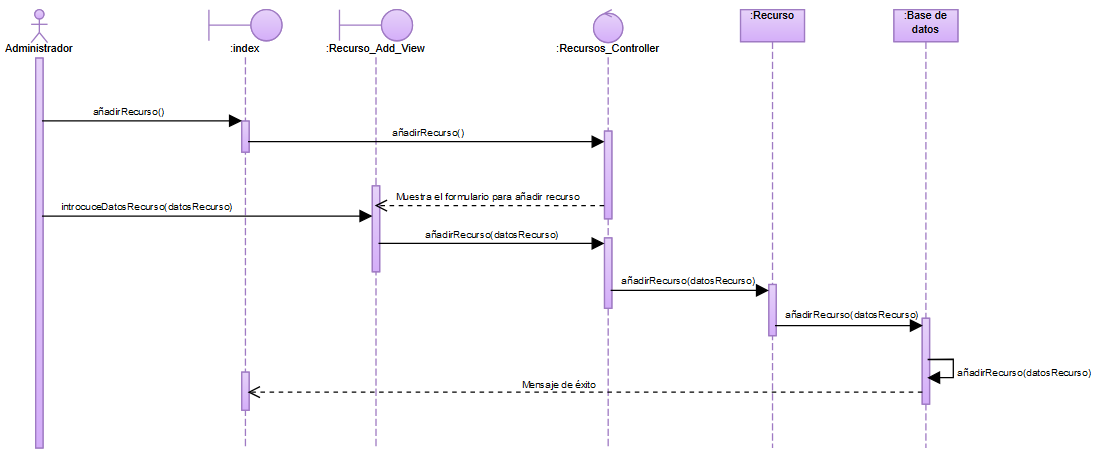 Administrador
:index
:Recurso_Add_View
:Recursos_Controller
:Recurso
:Base de
datos
añadirRecurso()
añadirRecurso()
Muestra el formulario para añadir recurso
introcuceDatosRecurso(datosRecurso)
añadirRecurso(datosRecurso)
añadirRecurso(datosRecurso)
añadirRecurso(datosRecurso)
añadirRecurso(datosRecurso)
Mensaje de éxito